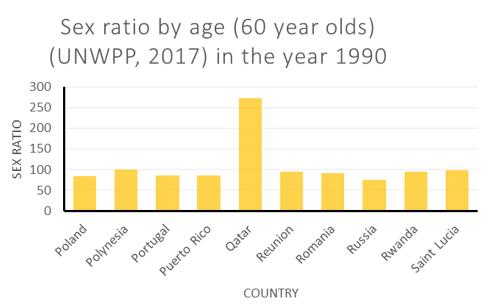 Sex ratio by age (60 year olds)
(UNWPP, 2017) in the year 1990
300
250
200
150
100
50
0
SEX RATIO
Poland
Polynesia
Portugal
Puerto Rico
Qatar
Reunion
Romania
Russia
Rwanda
Saint Lucia
COUNTRY